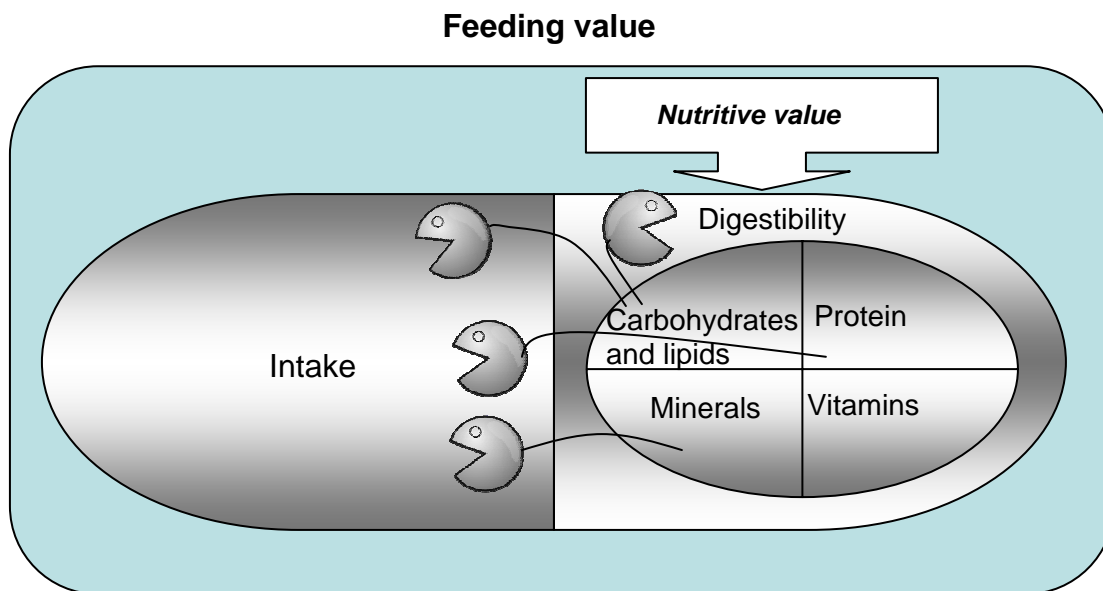 Feeding value
Nutritive value
Digestibility
Carbohydrates
and lipids
Protein
Intake
Minerals
Vitamins